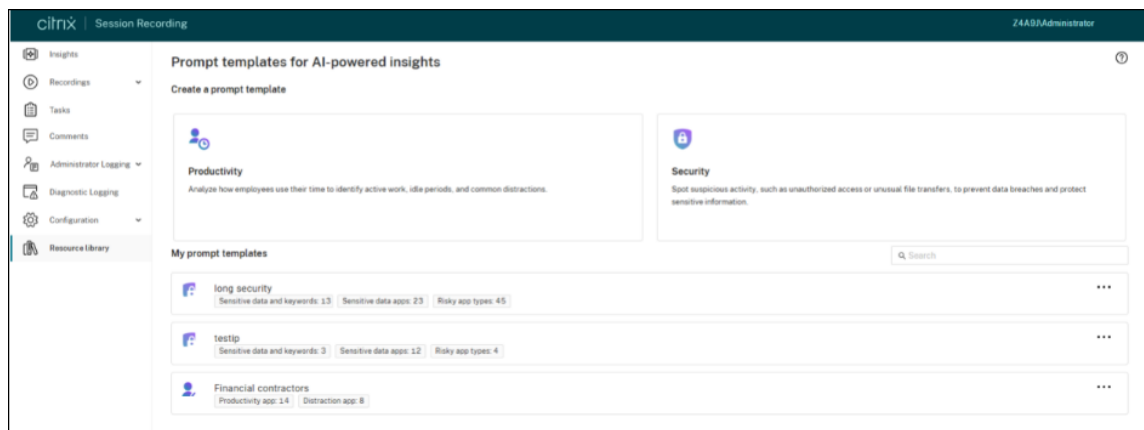 citrix | Session Recording
Z4A9J\Administrator
Insights
Recordings
Tasks
Comments
Administrator Logging
Diagnostic Logging
Configuration
Resource library
Prompt templates for AI-powered insights
Create a prompt template
Productivity
Analyze how employees use their time to identify active work, idle periods, and common distractions.
Security
Spot suspicious activity, such as unauthorized access or unusual file transfers, to prevent data breaches and protect
sensitive information.
My prompt templates
Search
long security
Sensitive data and keywords: 13 Sensitive data apps: 23 Risky app types: 45
testip
Sensitive data and keywords: 3 Sensitive data apps: 12 Risky app types: 4
Financial contractors
Productivity app: 14 Distraction app: 8